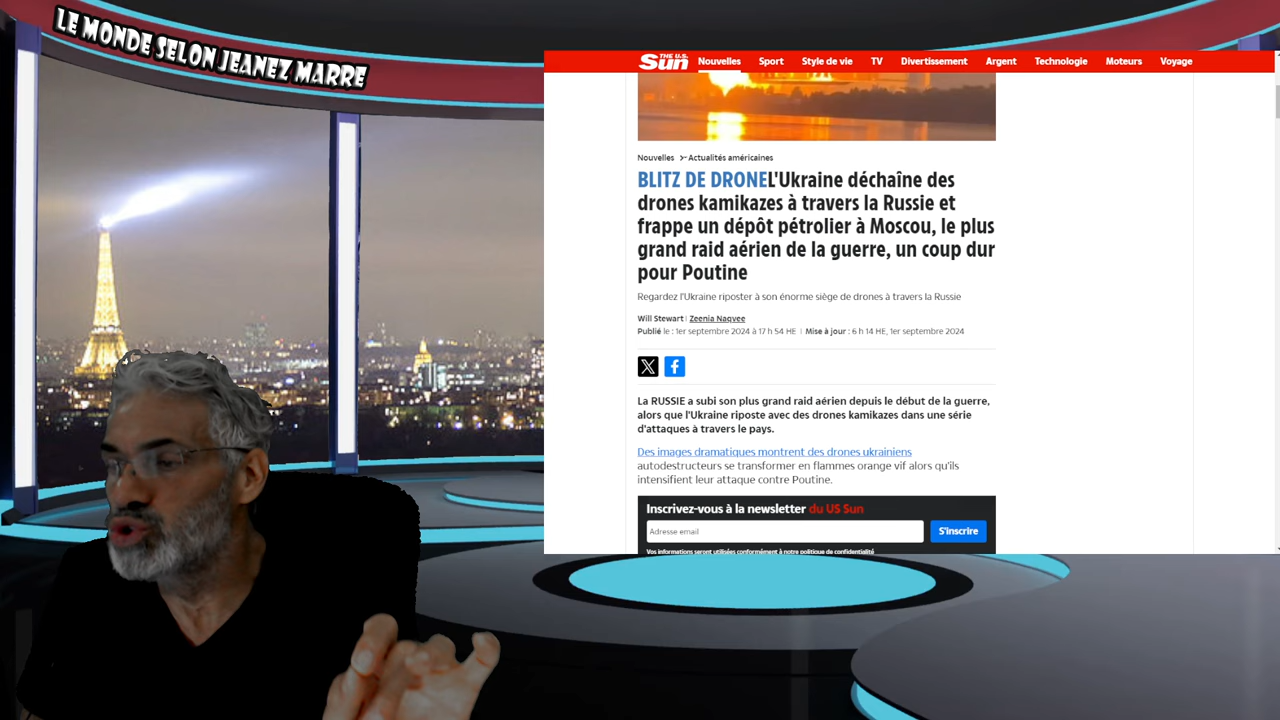 LE MONDE SELON JEANEZ MARRE
THE U.S. Sun Nouvelles Sport Style de vie TV Divertissement Argent Technologie Moteurs Voyage
Nouvelles > Actualités américaines
BLITZ DE DRONEL'Ukraine déchaîne des
drones kamikazes à travers la Russie et
frappe un dépôt pétrolier à Moscou, le plus
grand raid aérien de la guerre, un coup dur
pour Poutine
Regardez l'Ukraine riposter à son énorme siège de drones à travers la Russie
Will Stewart | Zeenia Naqvee
Publié le : 1er septembre 2024 à 17 h 54 HE | Mise à jour : 6 h 14 HE, 1er septembre 2024
La RUSSIE a subi son plus grand raid aérien depuis le début de la guerre,
alors que l'Ukraine riposte avec des drones kamikazes dans une série
d'attaques à travers le pays.
Des images dramatiques montrent des drones ukrainiens
autodestructeurs se transformer en flammes orange vif alors qu'ils
intensifient leur attaque contre Poutine.
Inscrivez-vous à la newsletter du US Sun
Adresse email S'inscrire
Vos informations seront utilisées conformément à notre politique de confidentialité